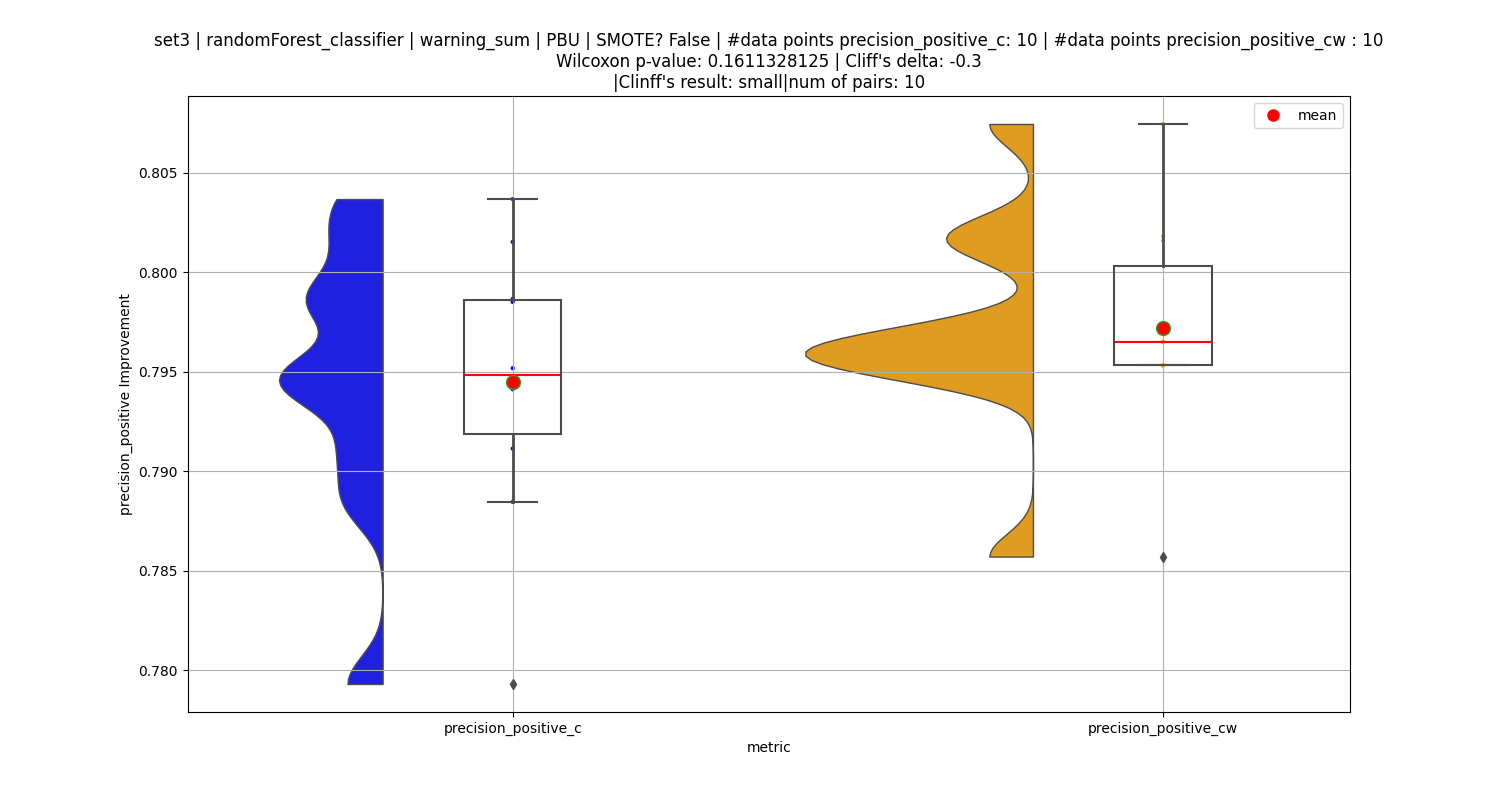 set3 | randomForest_classifier | warning_sum | PBU | SMOTE? False | #data points precision_positive_c: 10 | #data points precision_positive_cw : 10
Wilcoxon p-value: 0.1611328125 | Cliff's delta: -0.3
|Clinff's result: small|num of pairs: 10
mean
0.805
0.800
0.795
0.790
0.785
0.780
precision_positive Improvement
precision_positive_c
precision_positive_cw
metric